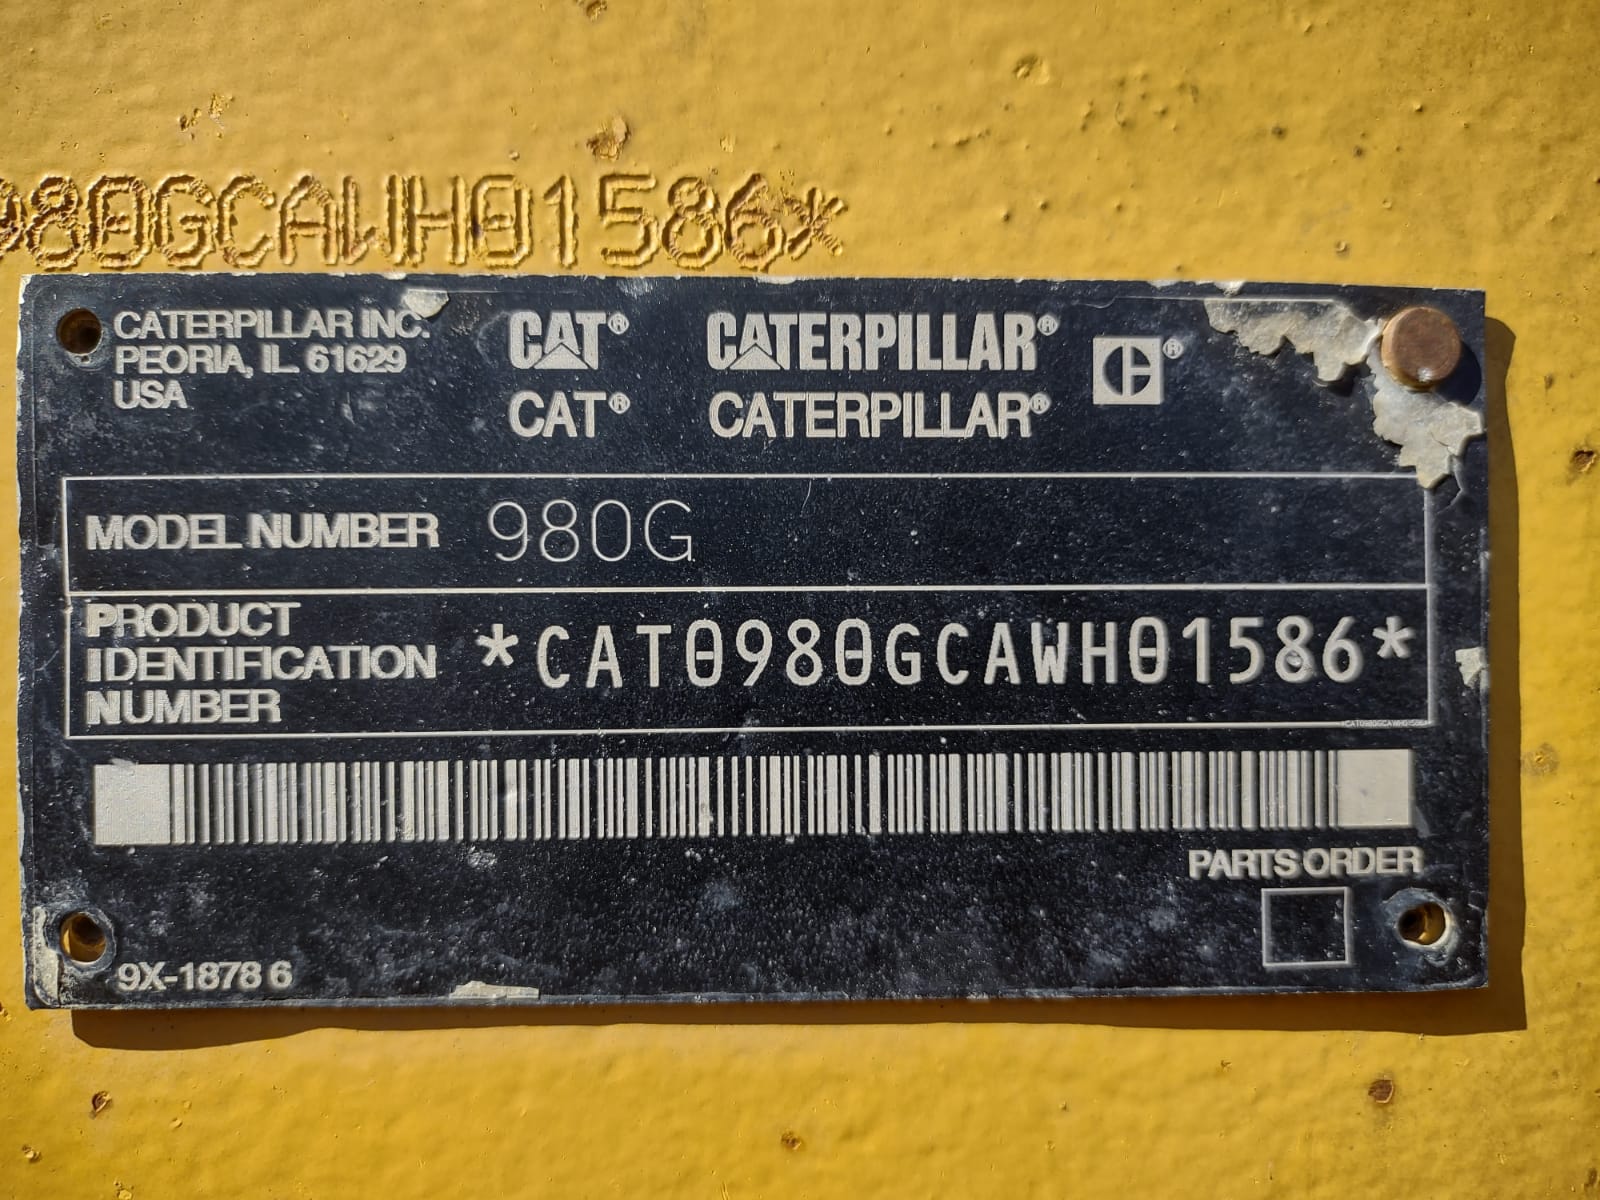 980GCAWH01586*
CATERPILLAR INC.
PEORIA, IL 61629
USA
CAT® CATERPILLAR® CE®
CAT® CATERPILLAR®
MODEL NUMBER 980G
PRODUCT
IDENTIFICATION
NUMBER
*CAT0980GCAWH01586*
PARTS ORDER
9X-1878 6